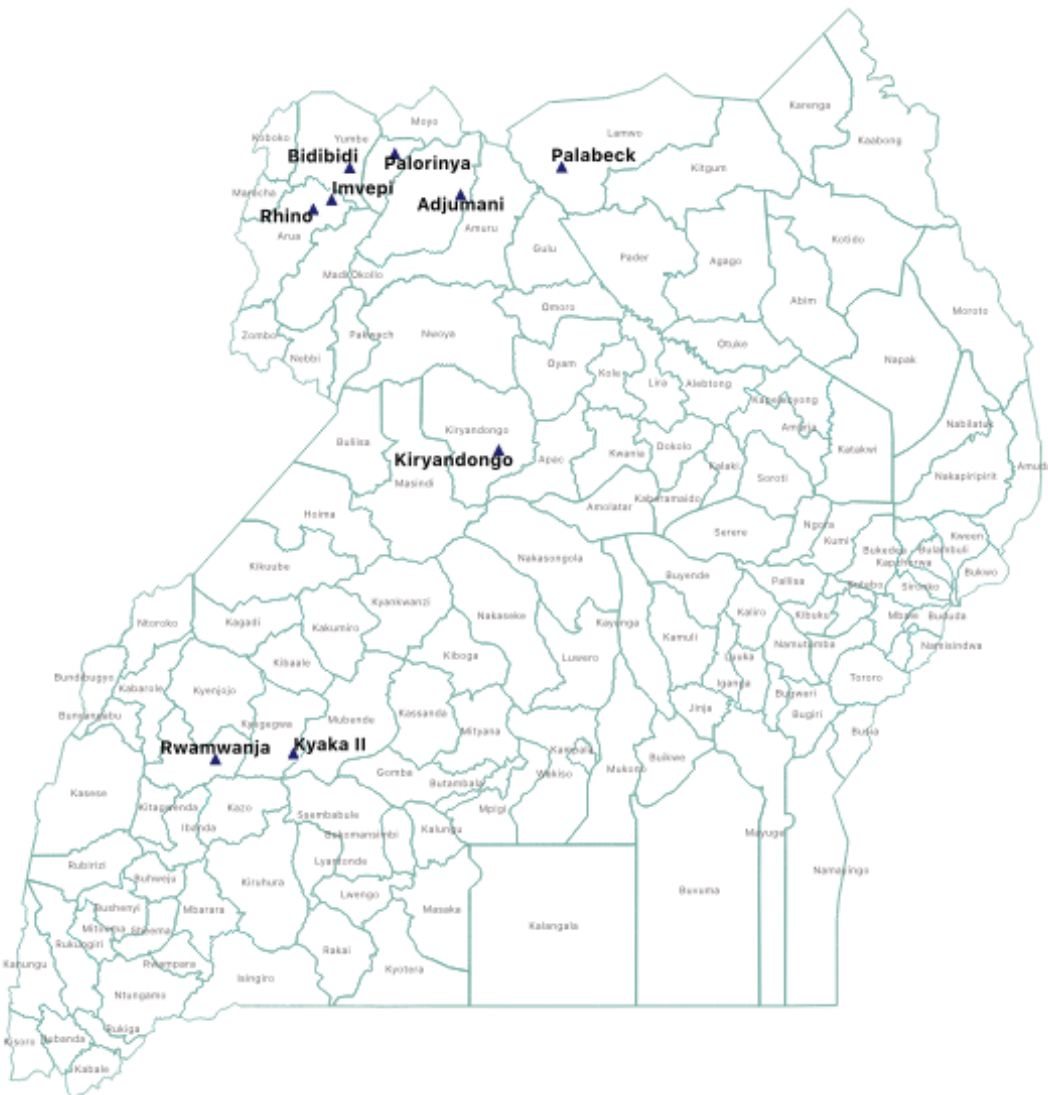 Karenga
Kaabong
Moyo
Koboko
Yumbe
Lamwo
Bidibidi
Palorinya
Palabeck
Kitgum
Imvepi
Maracha
Rhino
Adjumani
Arua
Amuru
Gulu
Kotido
Pader
Agago
Madi Okollo
Abim
Omoro
Moroto
Zombo
Pakwach
Nwoya
Otuke
Nebbi
Oyam
Kole
Lira
Alebtong
Napak
Kapelebyong
Kiryandongo
Amuria
Nabilatuk
Buliisa
Kwania
Dokolo
Katakwi
Kiryandongo
Apac
Kalaki
Soroti
Nakapiripirit
Amudat
Masindi
Kaberamaido
Hoima
Amolatar
Ngora
Serere
Kumi
Kween
Nakasongola
Bukedea
Bulambuli
Kikuube
Kapchorwa
Buyende
Pallisa
Butebo
Sironko
Bukwo
Kyankwanzi
Ntoroko
Kagadi
Kakumiro
Nakaseke
Kayunga
Kaliro
Kibuku
Mbale
Bududa
Kamuli
Namutumba
Namisindwa
Kibaale
Kiboga
Luwero
Luuka
Bundibugyo
Kabarole
Kyenjojo
Iganda
Tororo
Bugweri
Bunyangabu
Kyegegwa
Mubende
Kassanda
Jinja
Bugiri
Mityana
Busia
Rwamwanja
Kyaka II
Kampala
Buikwe
Gomba
Wakiso
Mukono
Kasese
Butambala
Kitagwenda
Kazo
Ssembabule
Mpigi
Ibanda
Bukomansimbi
Kalungu
Mayuge
Rubirizi
Lyantonde
Buhweju
Kiruhura
Namayingo
Lwengo
Buvuma
Bushenyi
Mbarara
Masaka
Mitooma
Sheema
Kalangala
Rukungiri
Rakai
Kanungu
Rwampara
Isingiro
Kyotera
Ntungamo
Rukiga
Kisoro
Rubanda
Kabale